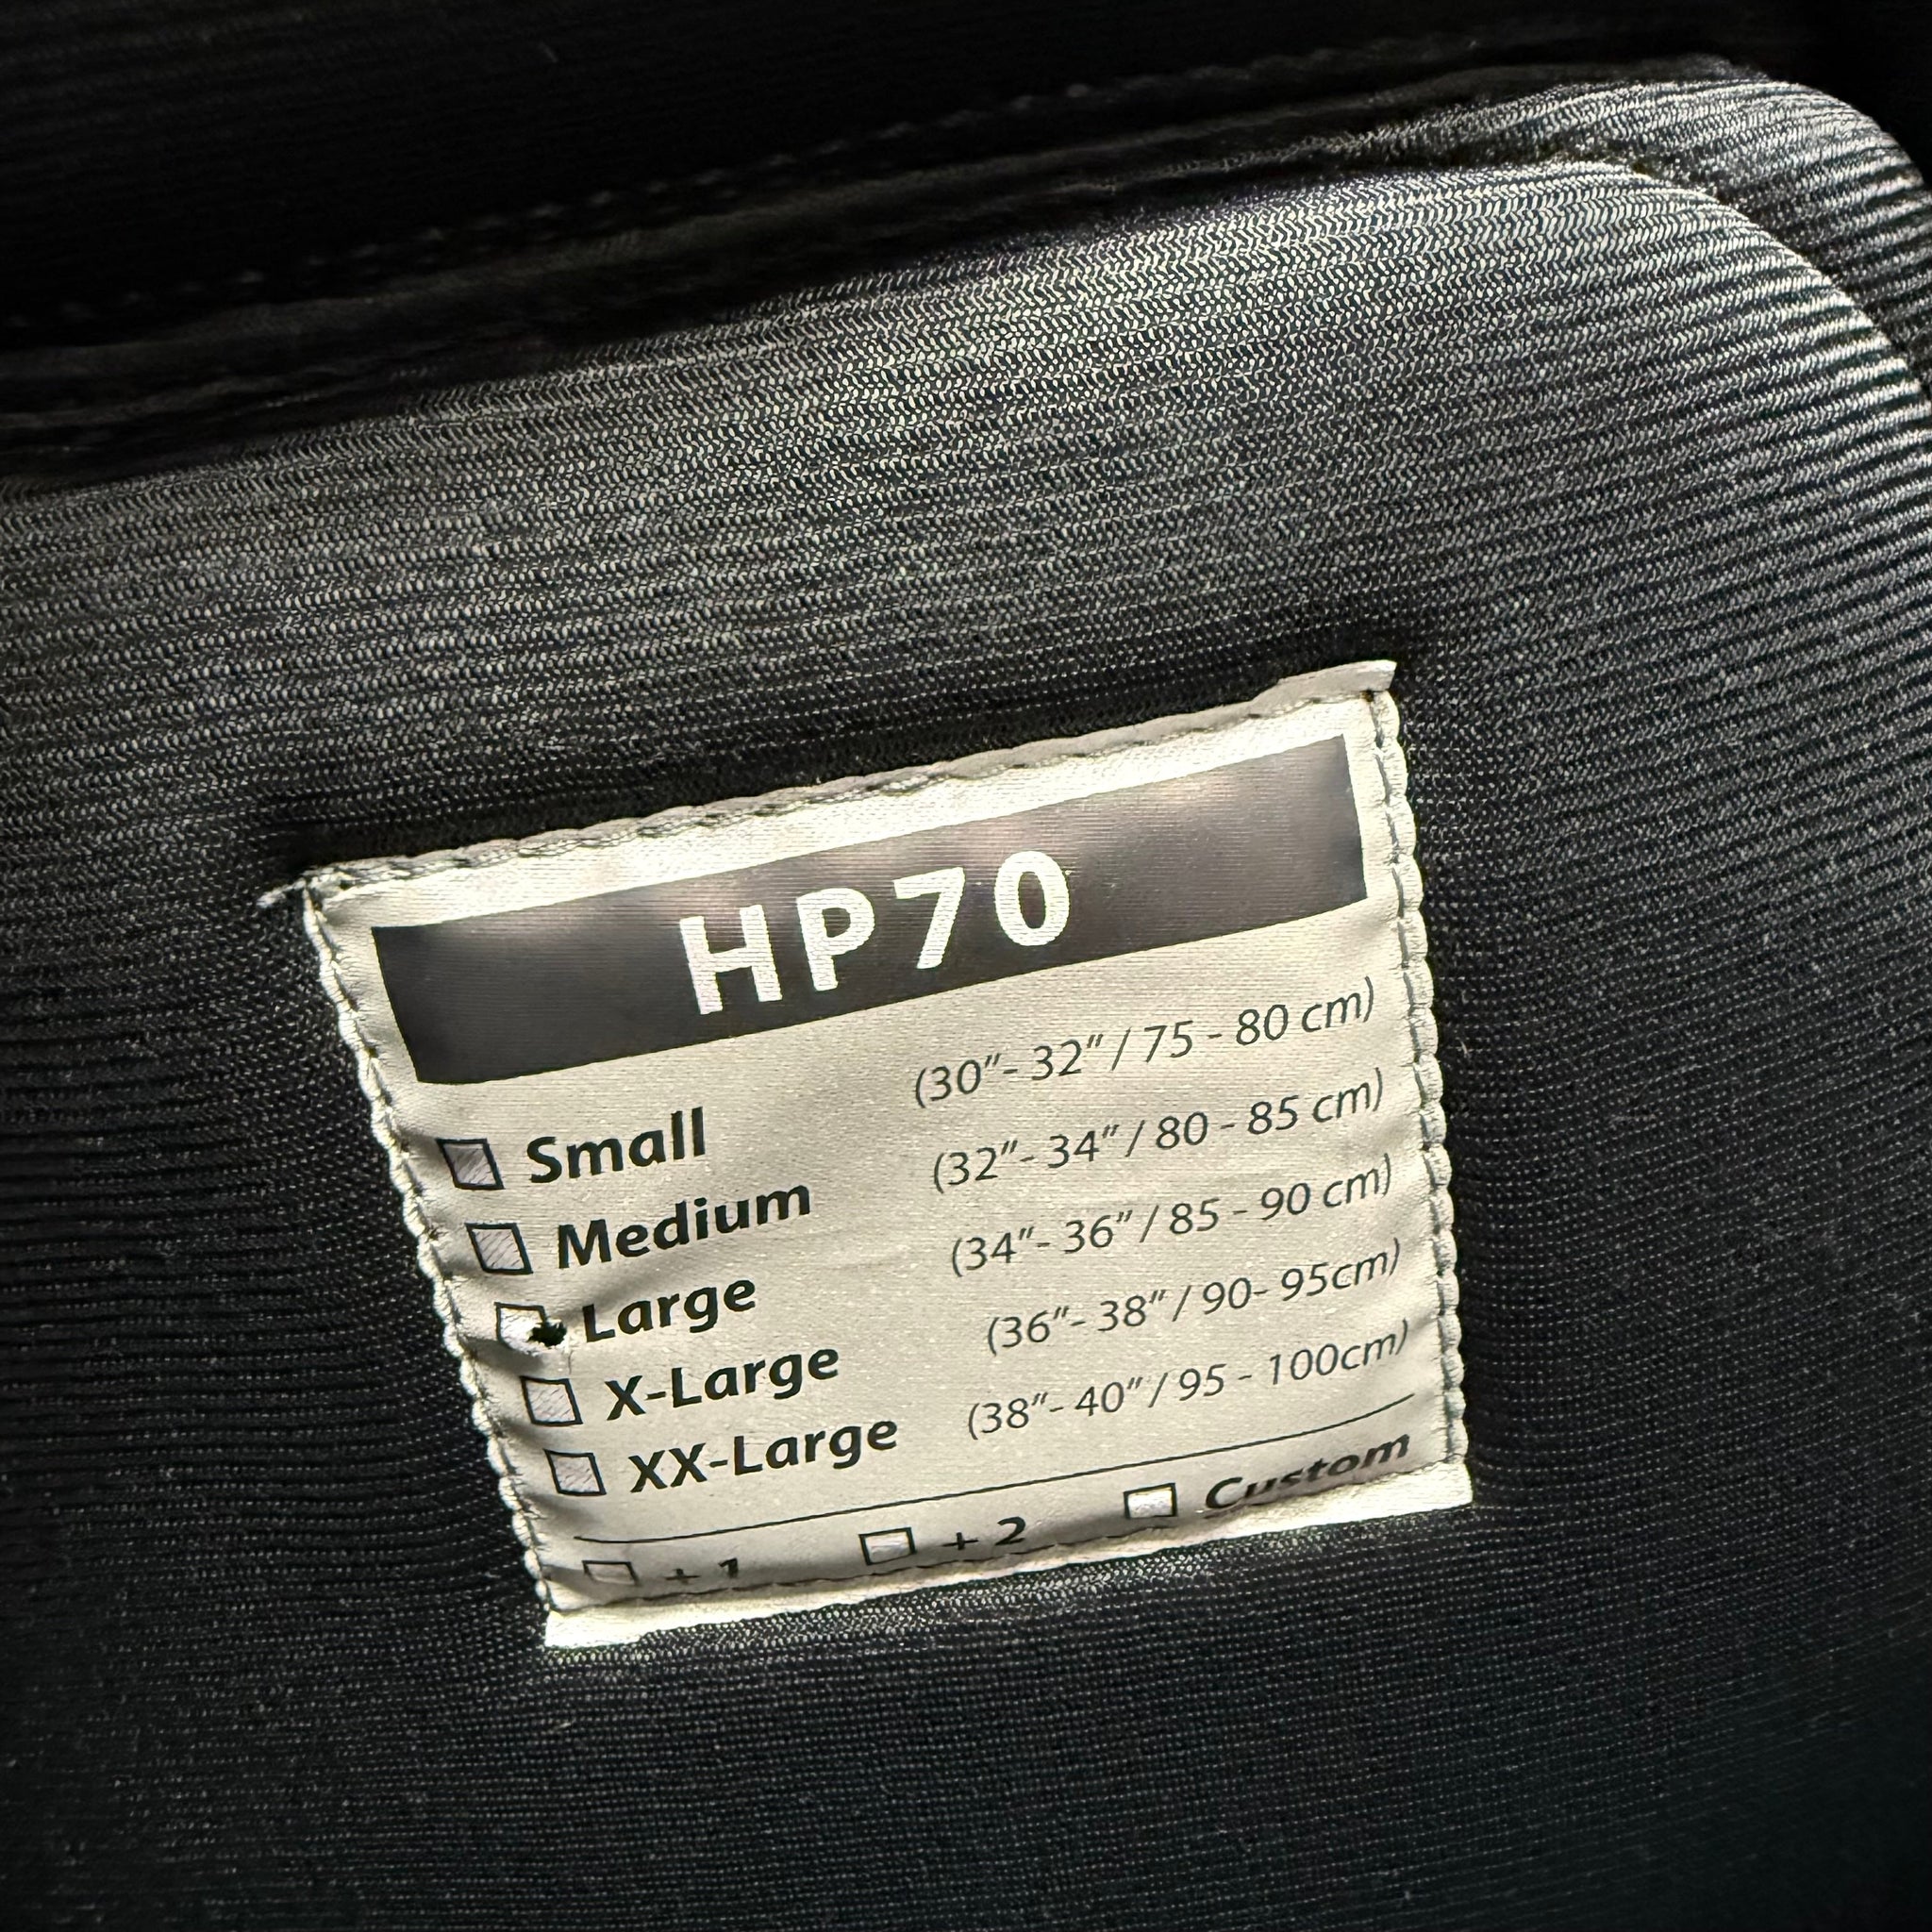 HP70
Small (30"- 32" / 75 - 80 cm)
Medium (32"- 34" / 80 - 85 cm)
Large (34"- 36" / 85 - 90 cm)
X-Large (36"- 38" / 90- 95cm)
XX-Large (38"- 40" / 95 - 100cm)
+1 +2 Custom